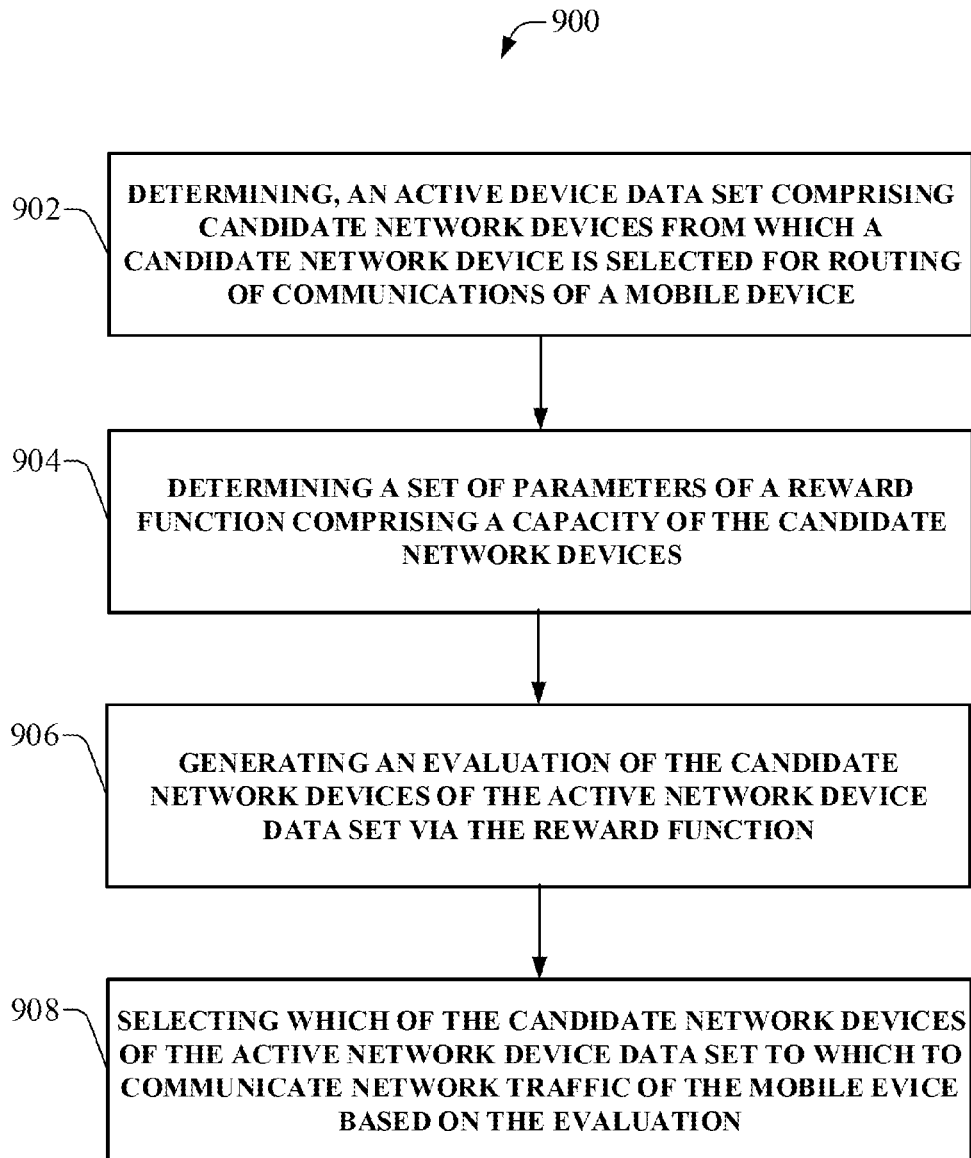 900
902
DETERMINING, AN ACTIVE DEVICE DATA SET COMPRISING
CANDIDATE NETWORK DEVICES FROM WHICH A
CANDIDATE NETWORK DEVICE IS SELECTED FOR ROUTING
OF COMMUNICATIONS OF A MOBILE DEVICE
904
DETERMINING A SET OF PARAMETERS OF A REWARD
FUNCTION COMPRISING A CAPACITY OF THE CANDIDATE
NETWORK DEVICES
906
GENERATING AN EVALUATION OF THE CANDIDATE
NETWORK DEVICES OF THE ACTIVE NETWORK DEVICE
DATA SET VIA THE REWARD FUNCTION
908
SELECTING WHICH OF THE CANDIDATE NETWORK DEVICES
OF THE ACTIVE NETWORK DEVICE DATA SET TO WHICH TO
COMMUNICATE NETWORK TRAFFIC OF THE MOBILE EVICE
BASED ON THE EVALUATION